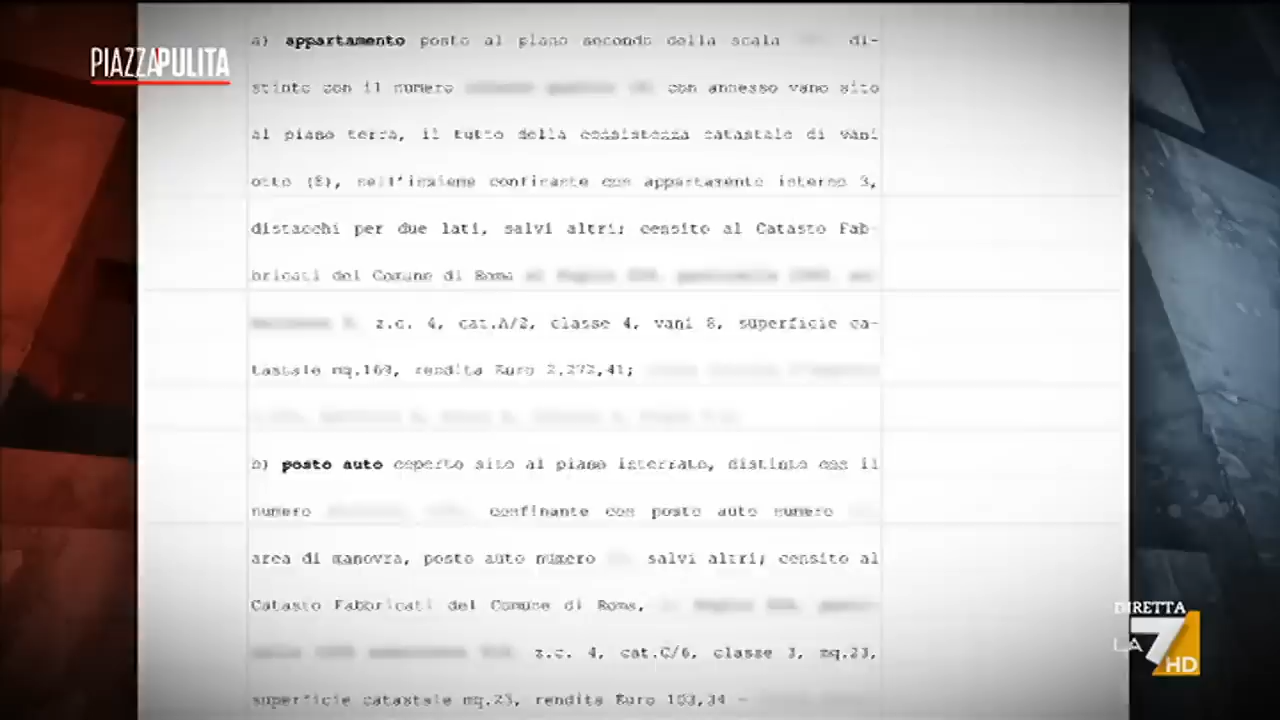 PIAZZAPULITA
a) appartamento posto al piano secondo della scala di-
stinto con il numero con annesso vano sito
al piano terra, il tutto della consistenza catastale di vani
otto (8), nell'insieme confinante con appartamento interno 3,
distacchi per due lati, salvi altri; censito al Catasto Fab-
bricati del Comune di Roma
z.c. 4, cat.A/2, classe 4, vani 8, superficie ca-
tastale mq.169, rendita Euro 2.272,41;
b) posto auto coperto sito al piano interrato, distinto con il
numero confinante con posto auto numero
area di manovra, posto auto numero salvi altri; censito al
Catasto Fabbricati del Comune di Roma,
z.c. 4, cat.C/6, classe 3, mq.23,
superficie catastale mq.23, rendita Euro 103,34 -
DIRETTA
LA7 HD